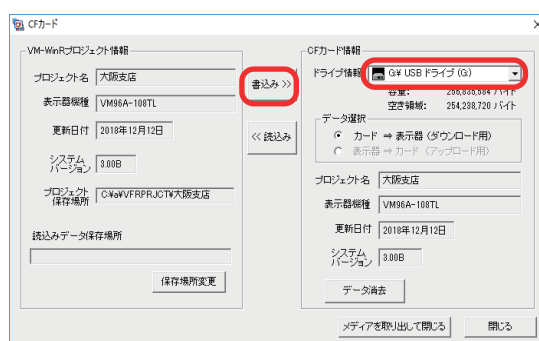 CFカード
VM-WinRプロジェクト情報
プロジェクト名 大阪支店
表示器機種 VM96A-108TL
更新日付 2018年12月12日
システム
バージョン 3.00B
プロジェクト
保存場所 C:¥a¥VFRPRJCT¥大阪支店
読込みデータ保存場所
保存場所変更
書込み >>
<< 読込み
CFカード情報
ドライブ情報 G:¥ USB ドライブ (G:)
容量: バイト
空き領域: 254,238,720 バイト
データ選択
カード ⇒ 表示器 (ダウンロード用)
表示器 ⇒ カード (アップロード用)
プロジェクト名 大阪支店
表示器機種 VM96A-108TL
更新日付 2018年12月12日
システム
バージョン 3.00B
データ消去
メディアを取り出して閉じる
閉じる